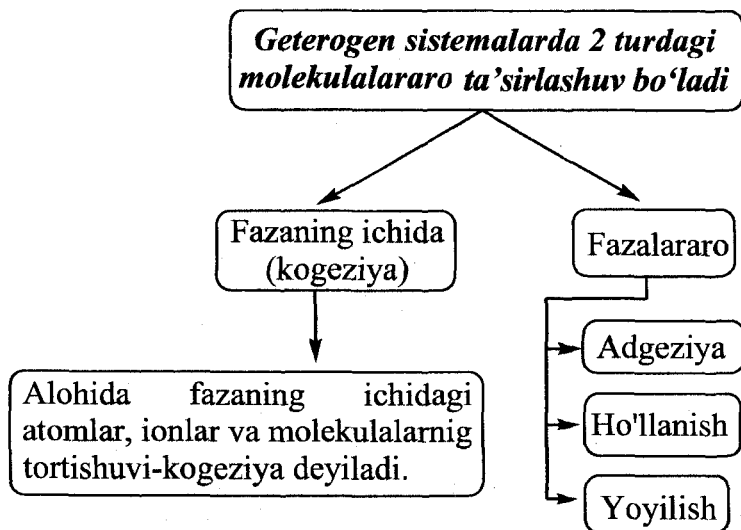 Geterogen sistemalarda 2 turdagi
molekulalararo ta’sirlashuv bo‘ladi
Fazaning ichida
(kogeziya)
Fazalararo
Alohida fazaning ichidagi
atomlar, ionlar va molekulalarnig
tortishuvi-kogeziya deyiladi.
Adgeziya
Ho'llanish
Yoyilish